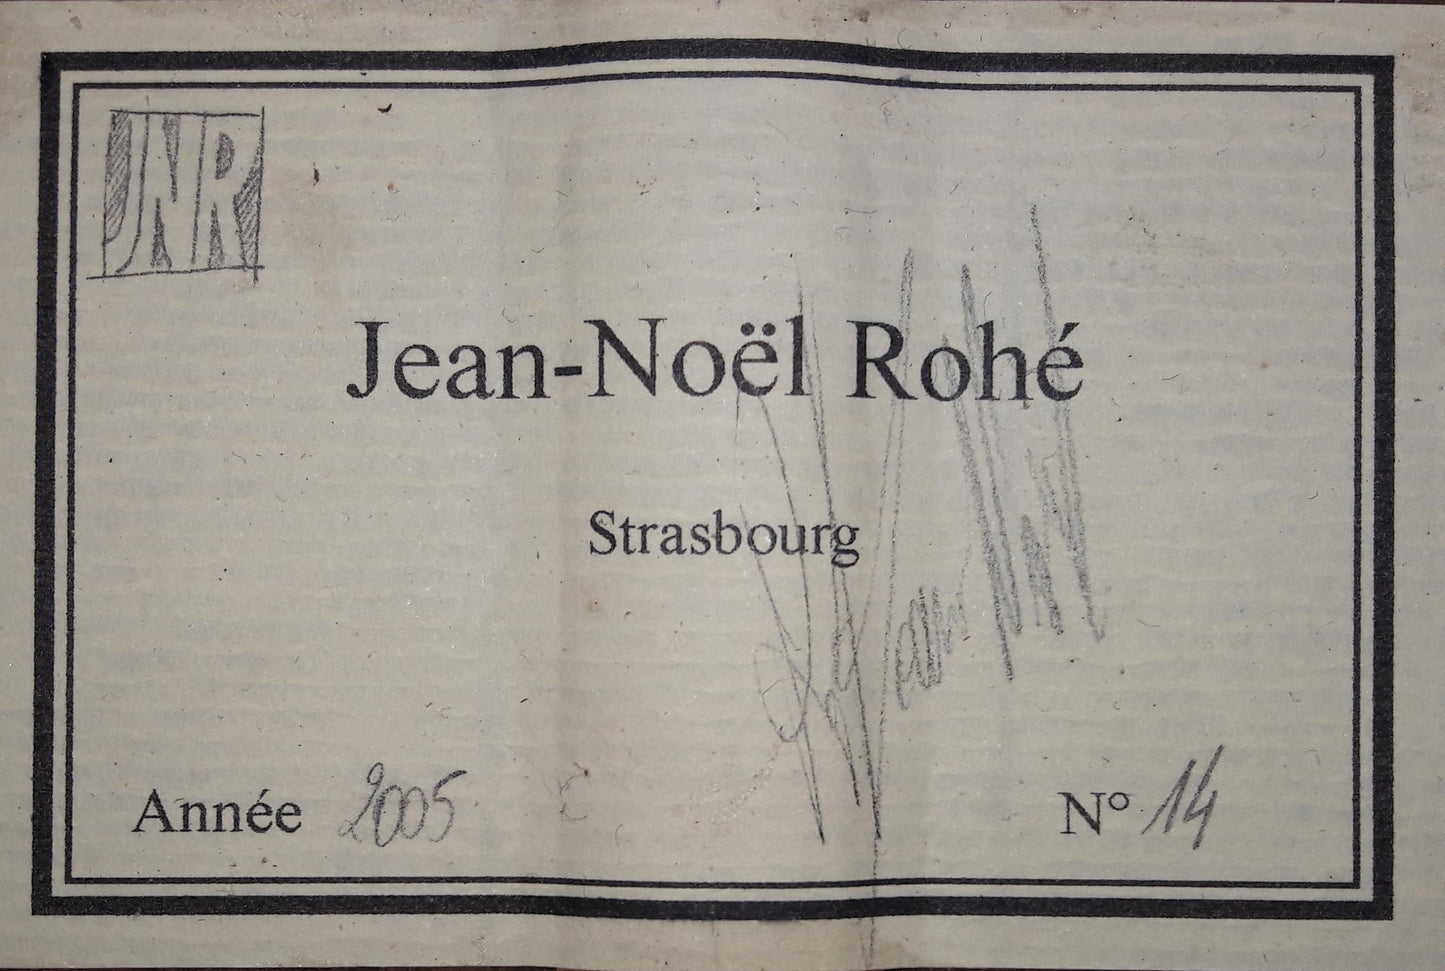 JNR
Jean-Noël Rohé
Strasbourg
Année 2005
N° 14